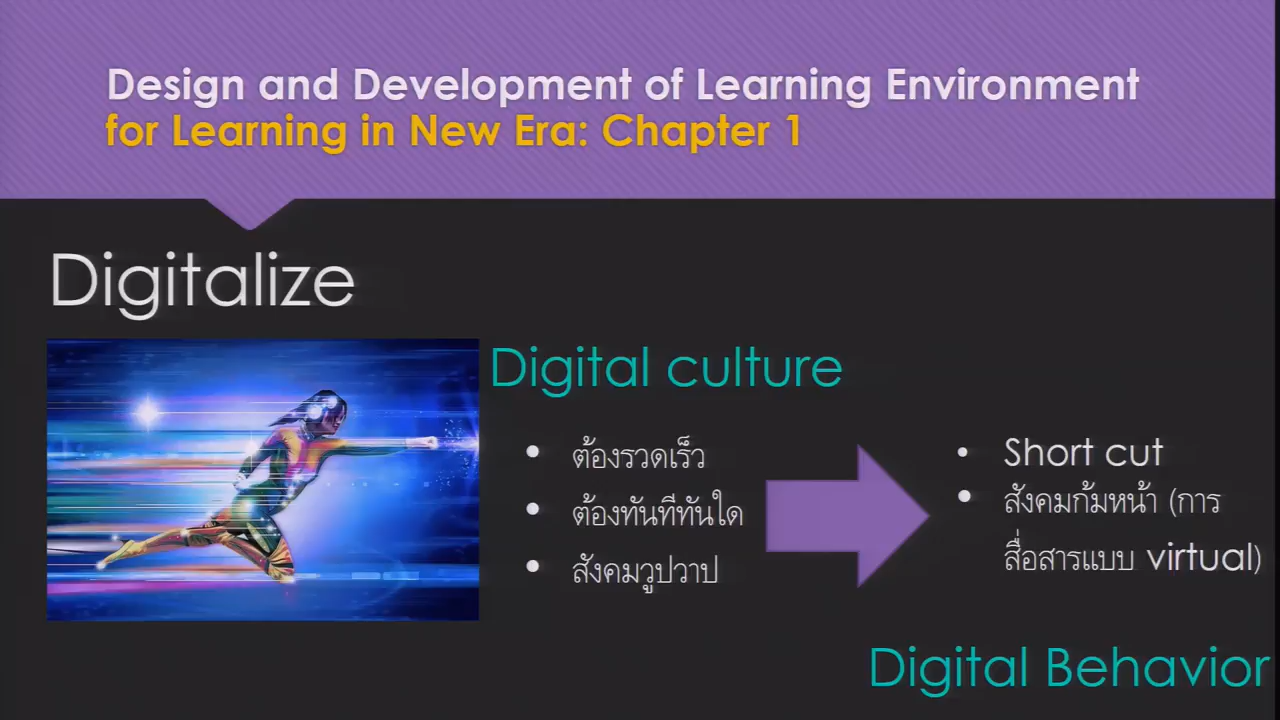 Design and Development of Learning Environment
for Learning in New Era: Chapter 1
Digitalize
Digital culture
• ต้องรวดเร็ว
• ต้องทันทีทันใด
• สังคมวูปวาป
• Short cut
• สังคมก้มหน้า (การ
สื่อสารแบบ virtual)
Digital Behavior